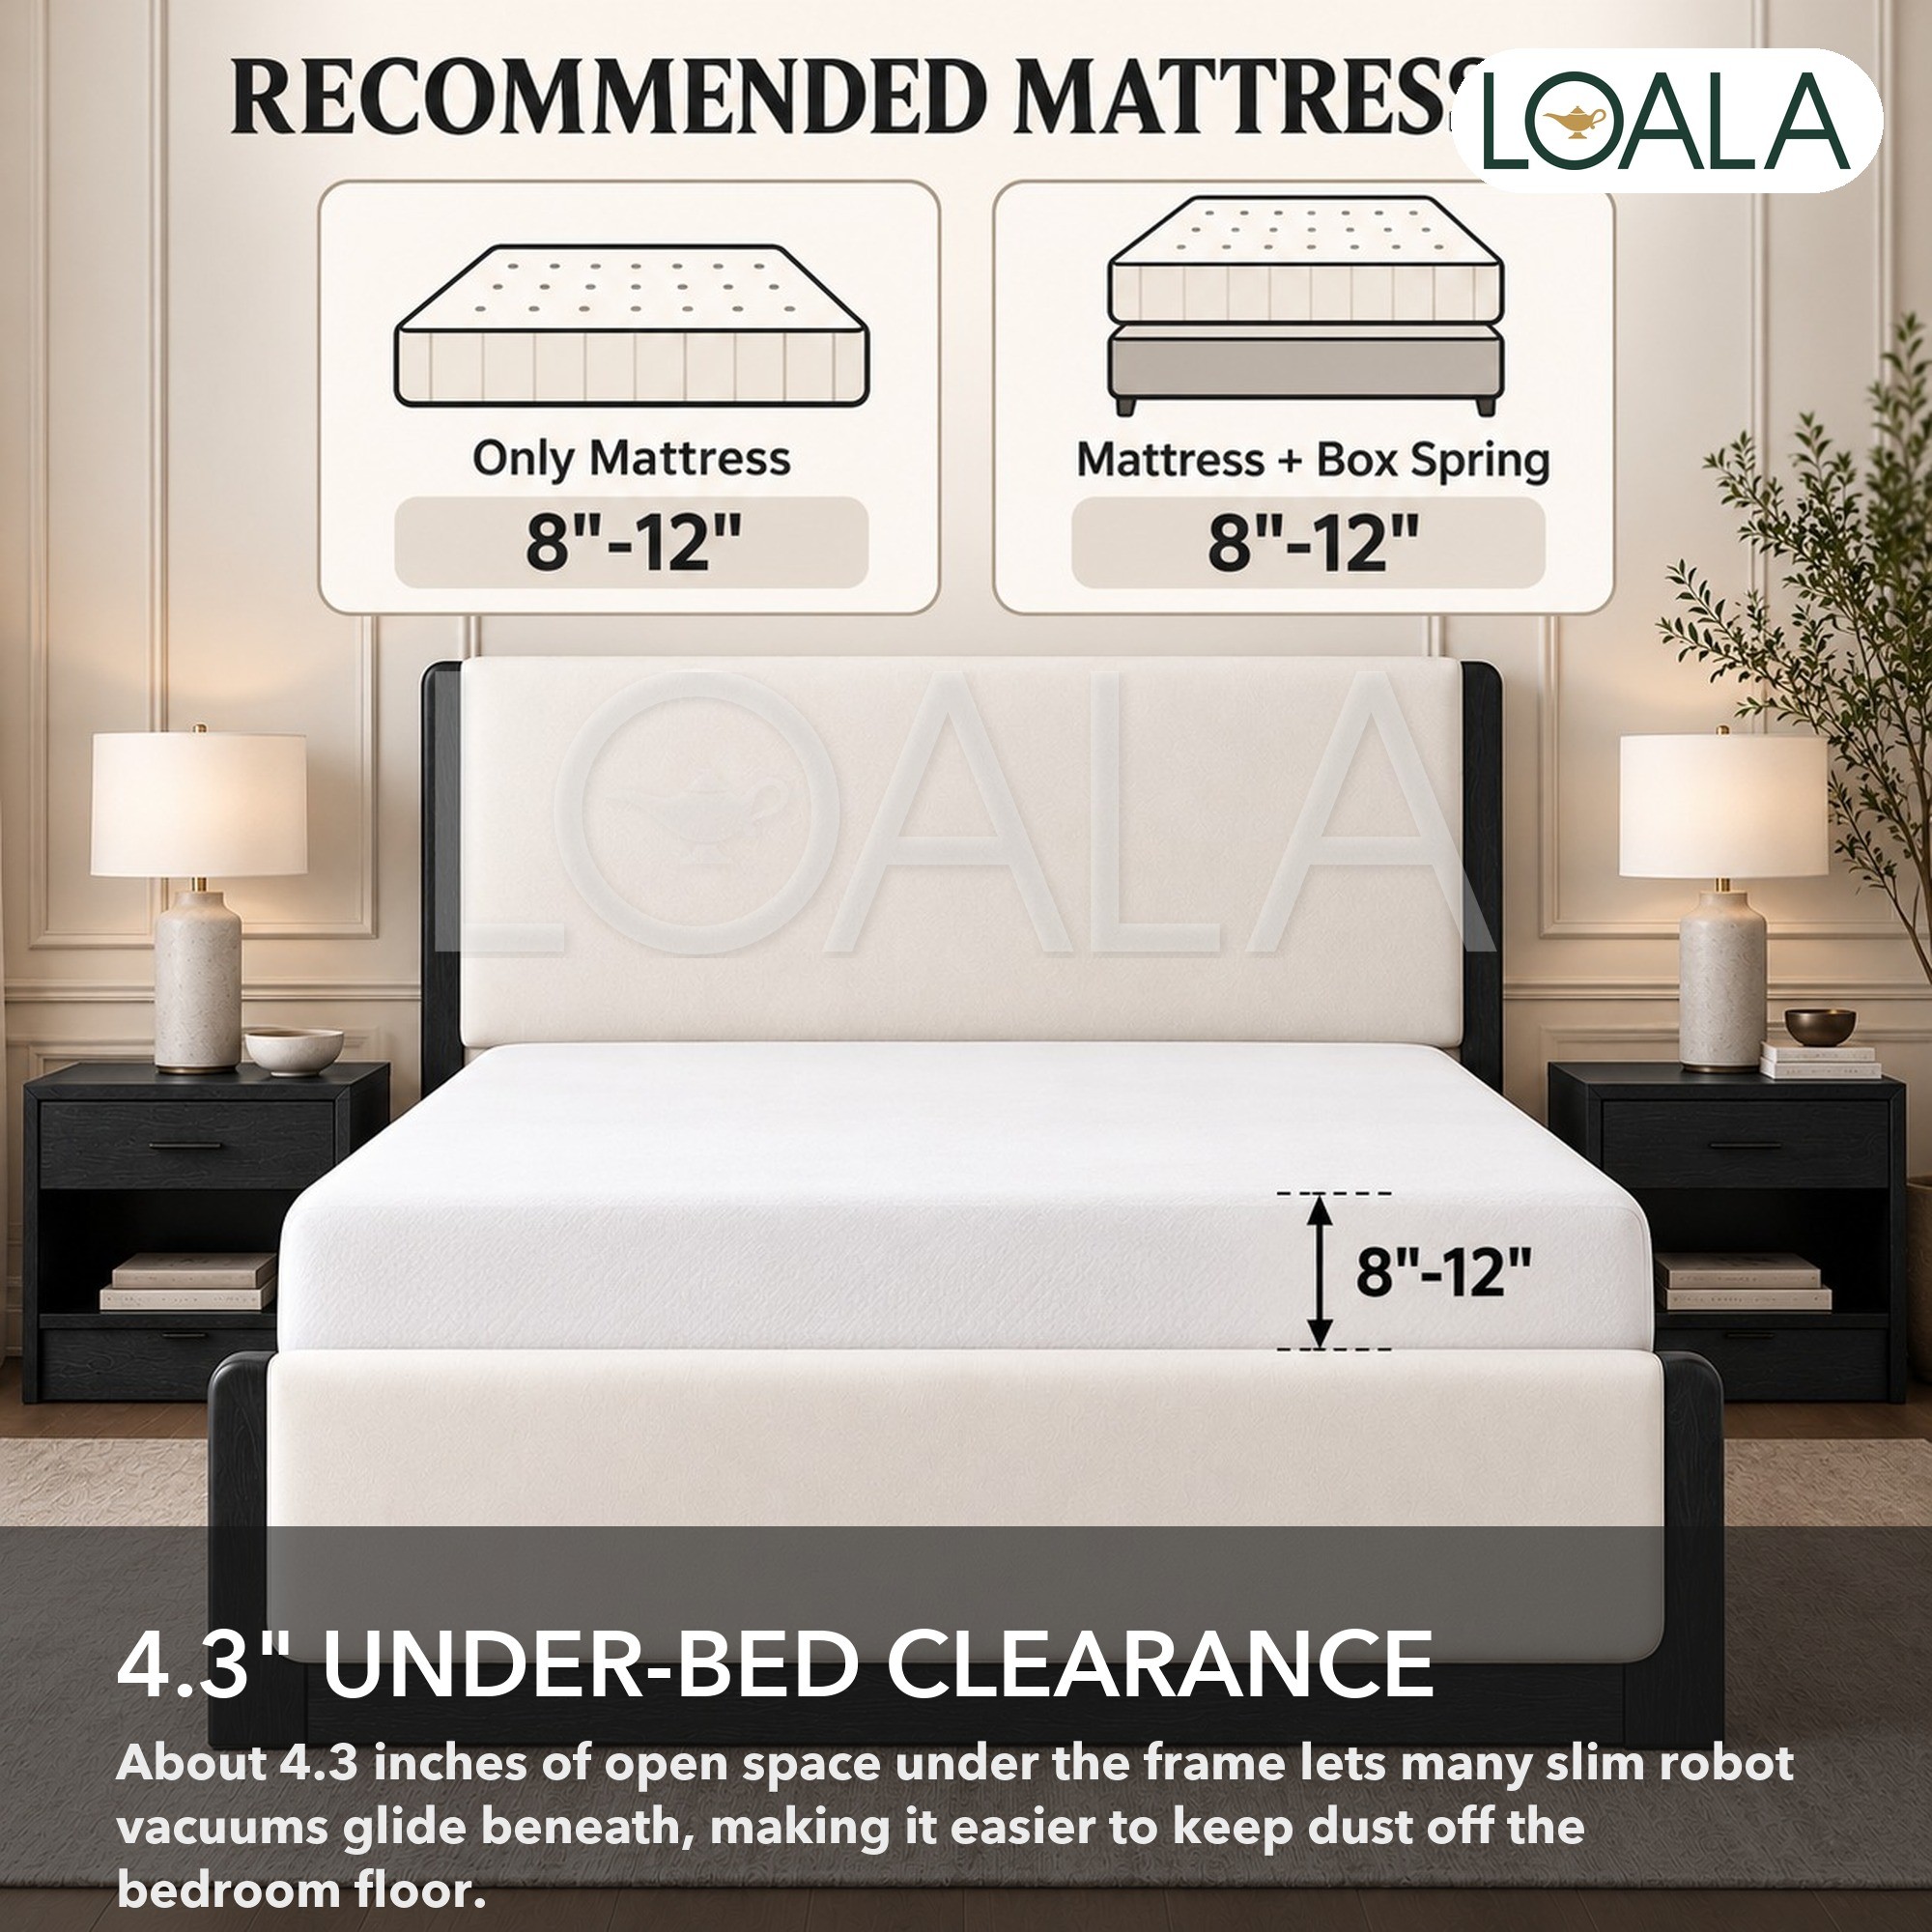 RECOMMENDED MATTRESS
LOALA
Only Mattress
Mattress + Box Spring
8"-12"
8"-12"
LOALA
8"-12"
4.3" UNDER-BED CLEARANCE
About 4.3 inches of open space under the frame lets many slim robot
vacuums glide beneath, making it easier to keep dust off the
bedroom floor.